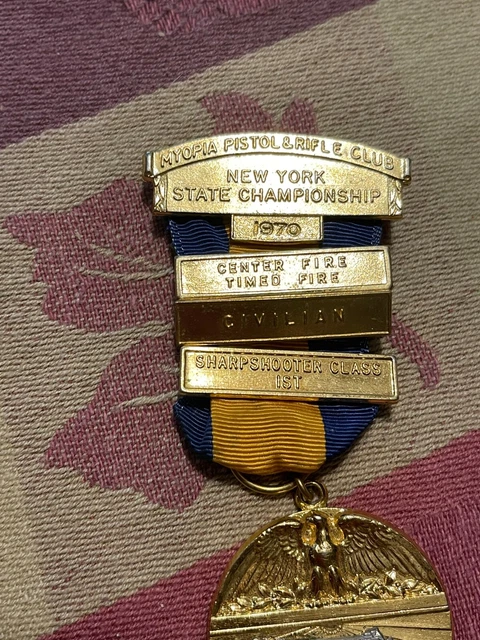 MYOPIA PISTOL & RIFLE CLUB
NEW YORK
STATE CHAMPIONSHIP
1970
CENTER FIRE
TIMED FIRE
CIVILIAN
SHARPSHOOTER CLASS
1ST